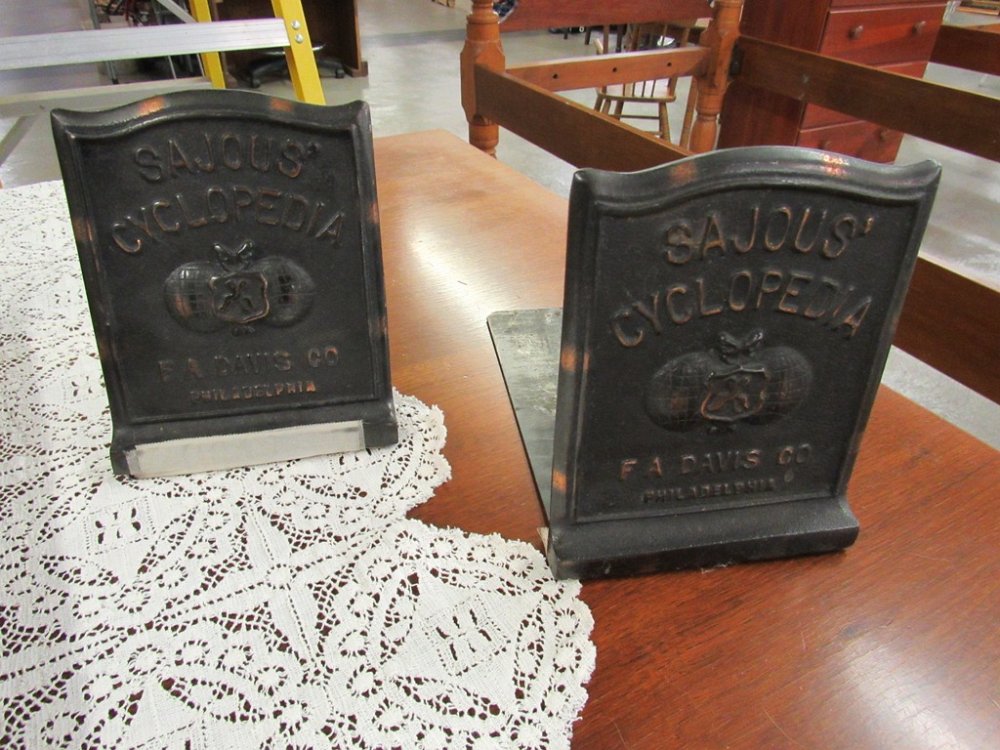 SAJOUS'
CYCLOPEDIA
F A DAVIS CO
PHILADELPHIA
SAJOUS'
CYCLOPEDIA
F A DAVIS CO
PHILADELPHIA